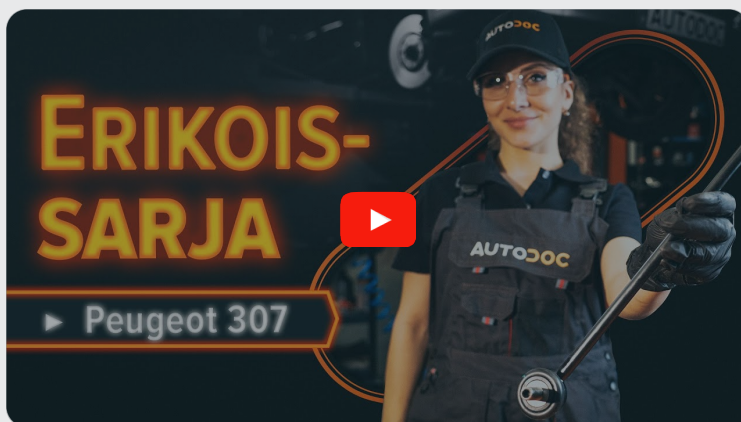 ERIKOIS-
SARJA
► Peugeot 307
AUTODOC
AUTODOC
AUTODOC